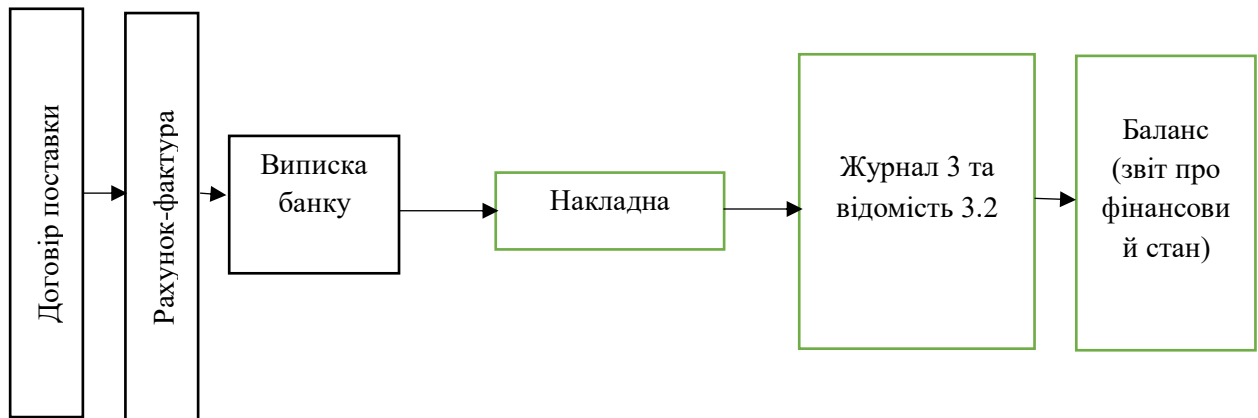 Договір поставки
Рахунок-фактура
Виписка
банку
Накладна
Журнал 3 та
відомість 3.2
Баланс
(звіт про
фінансови
й стан)